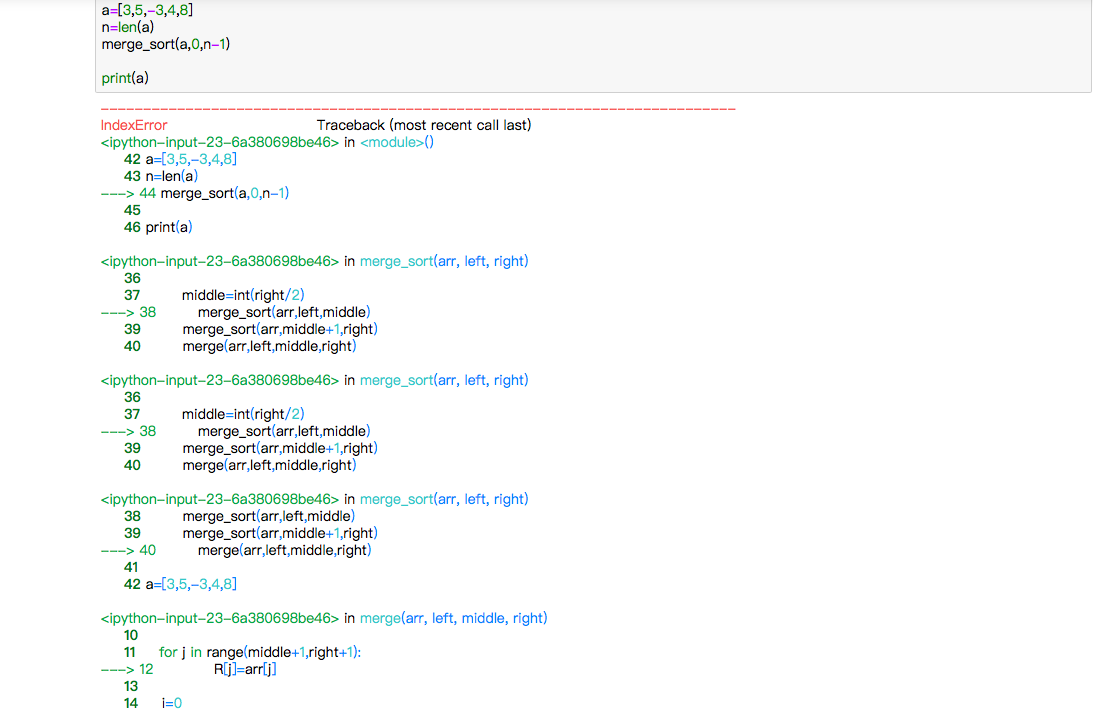 a=[3,5,-3,4,8]
n=len(a)
merge_sort(a,0,n-1)
print(a)
---------------------------------------------------------------------------
IndexError Traceback (most recent call last)
<ipython-input-23-6a380698be46> in <module>()
42 a=[3,5,-3,4,8]
43 n=len(a)
---> 44 merge_sort(a,0,n-1)
45
46 print(a)
<ipython-input-23-6a380698be46> in merge_sort(arr, left, right)
36
37 middle=int(right/2)
---> 38 merge_sort(arr,left,middle)
39 merge_sort(arr,middle+1,right)
40 merge(arr,left,middle,right)
<ipython-input-23-6a380698be46> in merge_sort(arr, left, right)
36
37 middle=int(right/2)
---> 38 merge_sort(arr,left,middle)
39 merge_sort(arr,middle+1,right)
40 merge(arr,left,middle,right)
<ipython-input-23-6a380698be46> in merge_sort(arr, left, right)
38 merge_sort(arr,left,middle)
39 merge_sort(arr,middle+1,right)
---> 40 merge(arr,left,middle,right)
41
42 a=[3,5,-3,4,8]
<ipython-input-23-6a380698be46> in merge(arr, left, middle, right)
10
11 for j in range(middle+1,right+1):
---> 12 R[j]=arr[j]
13
14 i=0